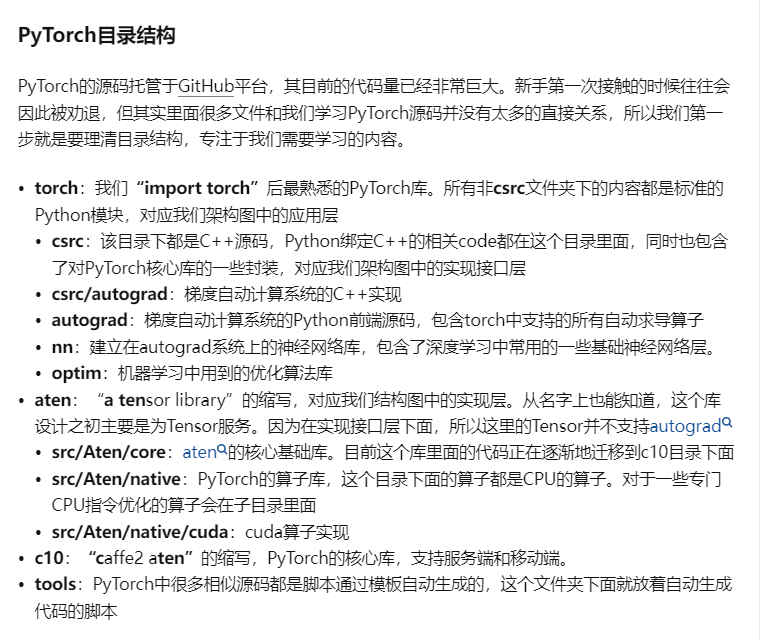 PyTorch目录结构
PyTorch的源码托管于GitHub平台，其目前的代码量已经非常巨大。新手第一次接触的时候往往会
因此被劝退，但其实里面很多文件和我们学习PyTorch源码并没有太多的直接关系，所以我们第一
步就是要理清目录结构，专注于我们需要学习的内容。
• torch：我们“import torch”后最熟悉的PyTorch库。所有非csrc文件夹下的内容都是标准的
Python模块，对应我们架构图中的应用层
• csrc：该目录下都是C++源码，Python绑定C++的相关code都在这个目录里面，同时也包含
了对PyTorch核心库的一些封装，对应我们架构图中的实现接口层
• csrc/autograd：梯度自动计算系统的C++实现
• autograd：梯度自动计算系统的Python前端源码，包含torch中支持的所有自动求导算子
• nn：建立在autograd系统上的神经网络库，包含了深度学习中常用的一些基础神经网络层。
• optim：机器学习中用到的优化算法库
• aten：“a tensor library”的缩写，对应我们结构图中的实现层。从名字上也能知道，这个库
设计之初主要是为Tensor服务。因为在实现接口层下面，所以这里的Tensor并不支持autograd
• src/Aten/core：aten的核心基础库。目前这个库里面的代码正在逐渐地迁移到c10目录下面
• src/Aten/native：PyTorch的算子库，这个目录下面的算子都是CPU的算子。对于一些专门
CPU指令优化的算子会在子目录里面
• src/Aten/native/cuda：cuda算子实现
• c10：“caffe2 aten”的缩写，PyTorch的核心库，支持服务端和移动端。
• tools：PyTorch中很多相似源码都是脚本通过模板自动生成的，这个文件夹下面就放着自动生成
代码的脚本